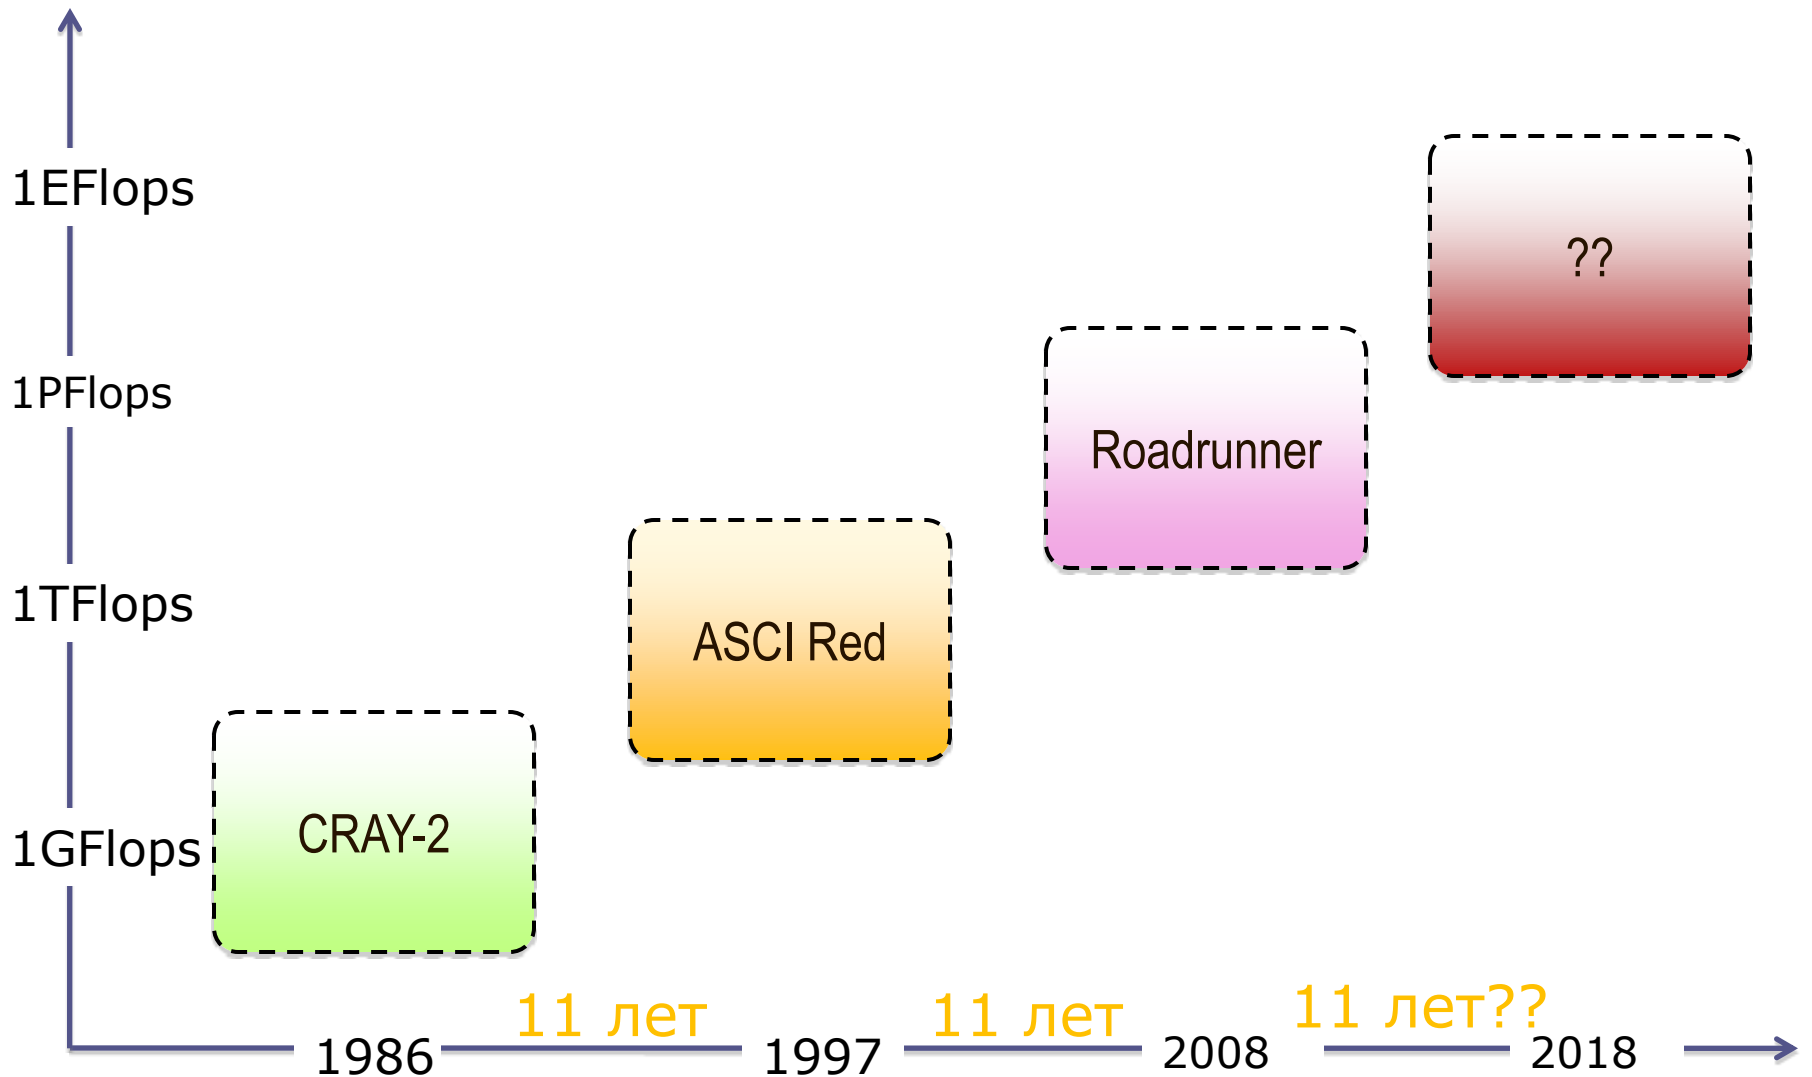 1EFlops
??
1PFlops
Roadrunner
1TFlops
ASCI Red
1GFlops
CRAY-2
11 лет
11 лет
11 лет??
1986
1997
2008
2018